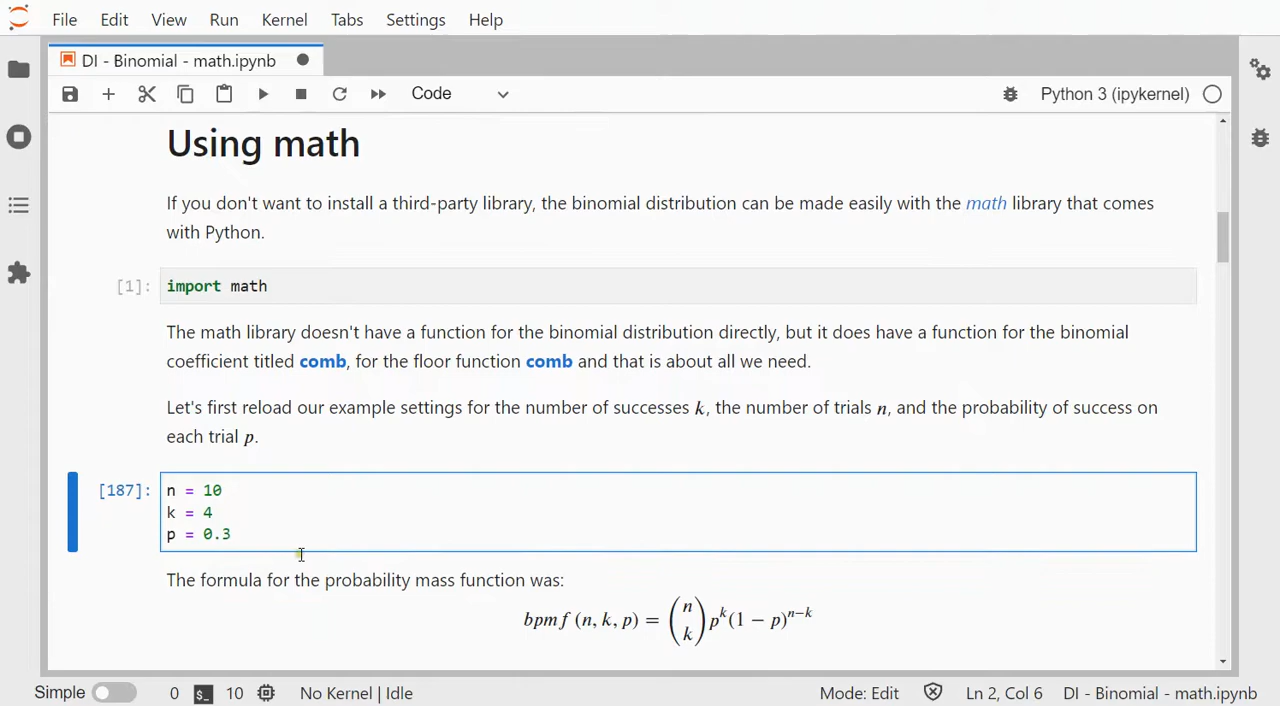 File Edit View Run Kernel Tabs Settings Help
DI - Binomial - math.ipynb
Code Python 3 (ipykernel)
Using math
If you don't want to install a third-party library, the binomial distribution can be made easily with the math library that comes
with Python.
[1]: import math
The math library doesn't have a function for the binomial distribution directly, but it does have a function for the binomial
coefficient titled comb, for the floor function comb and that is about all we need.
Let's first reload our example settings for the number of successes k, the number of trials n, and the probability of success on
each trial p.
[187]: n = 10
k = 4
p = 0.3
The formula for the probability mass function was:
bpmf (n, k, p) = (n k) p^k (1 − p)^{n−k}
Simple 0 $_ 10 No Kernel | Idle Mode: Edit Ln 2, Col 6 DI - Binomial - math.ipynb